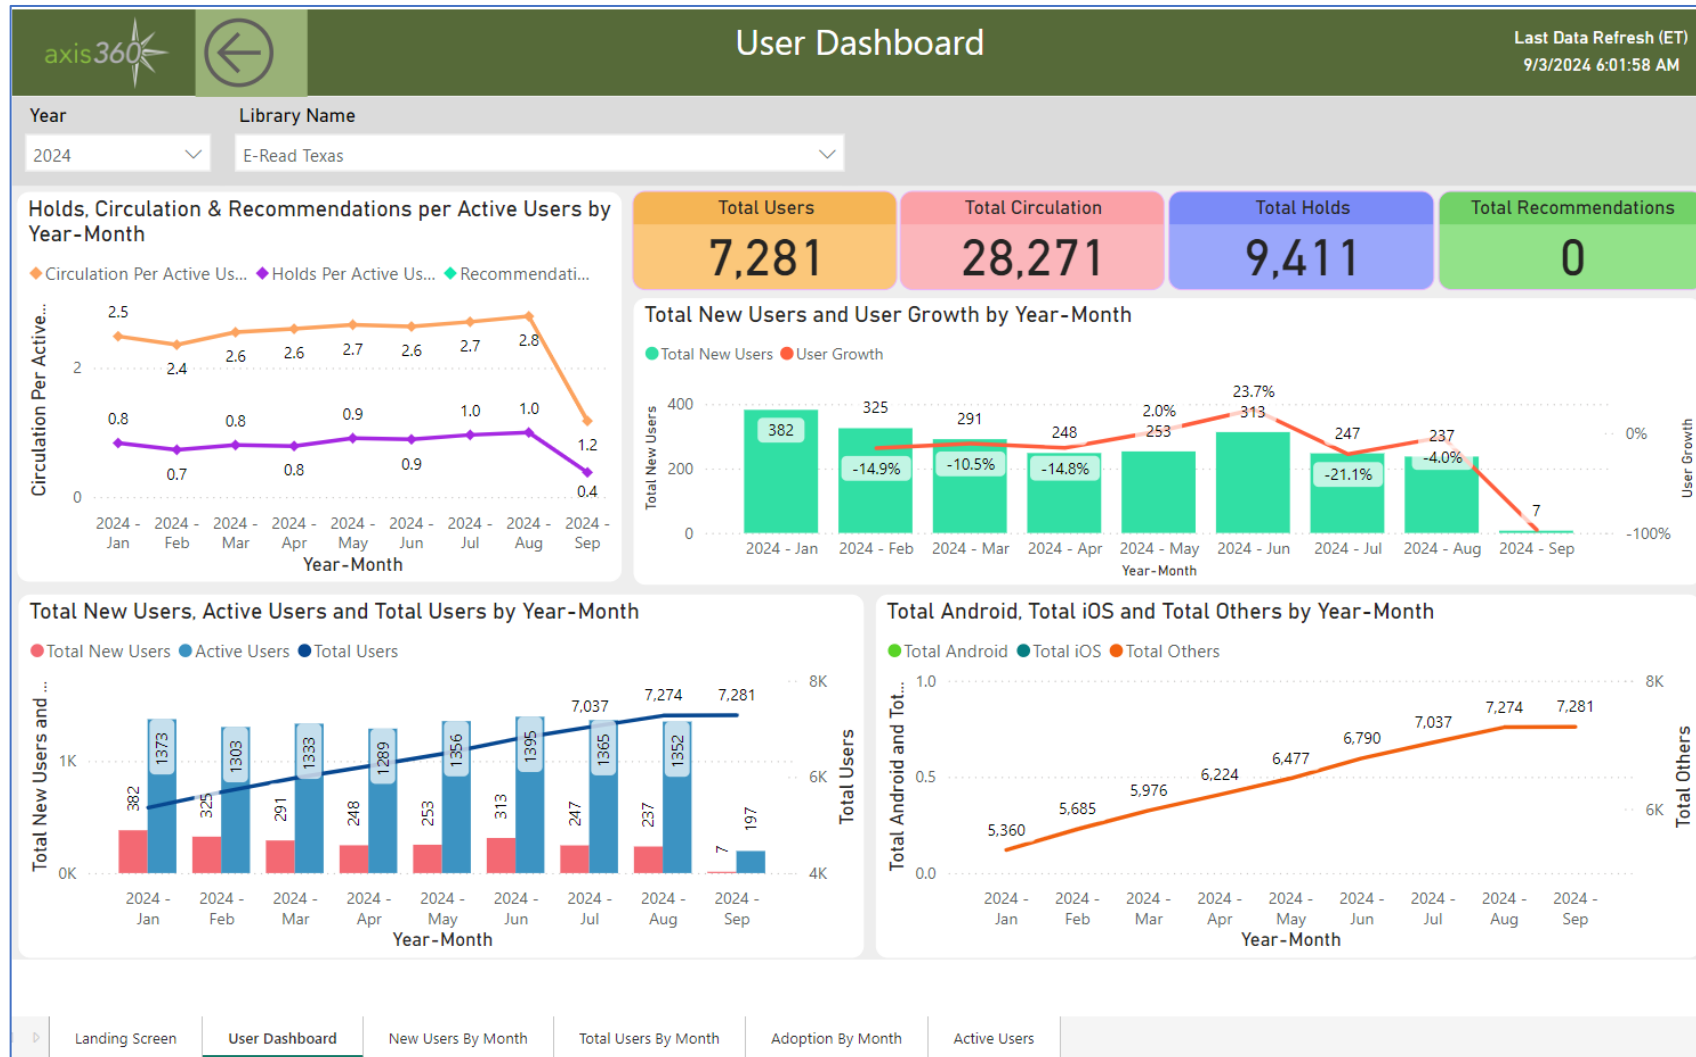 axis360
User Dashboard
Last Data Refresh (ET)
9/3/2024 6:01:58 AM
Year
Library Name
2024
E-Read Texas
Holds, Circulation & Recommendations per Active Users by
Year-Month
Circulation Per Active Us... Holds Per Active Us... Recommendati...
Circulation Per Active...
2
0
2.5
2.4
2.6
2.6
2.7
2.6
2.7
2.8
1.2
0.8
0.7
0.8
0.8
0.9
0.9
1.0
1.0
0.4
2024 - Jan
2024 - Feb
2024 - Mar
2024 - Apr
2024 - May
2024 - Jun
2024 - Jul
2024 - Aug
2024 - Sep
Year-Month
Total Users
7,281
Total Circulation
28,271
Total Holds
9,411
Total Recommendations
0
Total New Users and User Growth by Year-Month
Total New Users User Growth
Total New Users
400
200
0
382
325
291
248
253
313
247
237
7
-14.9%
-10.5%
-14.8%
2.0%
23.7%
-21.1%
-4.0%
0%
-100%
User Growth
2024 - Jan
2024 - Feb
2024 - Mar
2024 - Apr
2024 - May
2024 - Jun
2024 - Jul
2024 - Aug
2024 - Sep
Year-Month
Total New Users, Active Users and Total Users by Year-Month
Total New Users Active Users Total Users
Total New Users and ...
1K
0K
382
1373
325
1303
291
1333
248
1289
253
1356
313
1395
247
1365
237
1352
7
197
7,037
7,274
7,281
8K
6K
4K
Total Users
2024 - Jan
2024 - Feb
2024 - Mar
2024 - Apr
2024 - May
2024 - Jun
2024 - Jul
2024 - Aug
2024 - Sep
Year-Month
Total Android, Total iOS and Total Others by Year-Month
Total Android Total iOS Total Others
Total Android and Tot...
1.0
0.5
0.0
5,360
5,685
5,976
6,224
6,477
6,790
7,037
7,274
7,281
8K
6K
Total Others
2024 - Jan
2024 - Feb
2024 - Mar
2024 - Apr
2024 - May
2024 - Jun
2024 - Jul
2024 - Aug
2024 - Sep
Year-Month
Landing Screen
User Dashboard
New Users By Month
Total Users By Month
Adoption By Month
Active Users